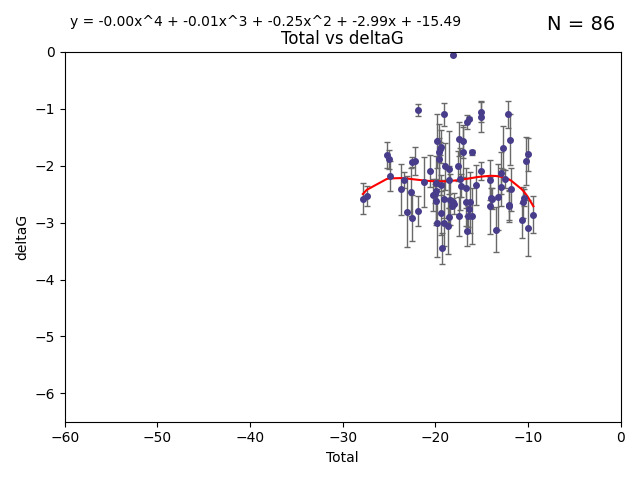 y = -0.00x^4 + -0.01x^3 + -0.25x^2 + -2.99x + -15.49
N = 86
Total vs deltaG
0
−1
−2
−3
−4
−5
−6
deltaG
−60 −50 −40 −30 −20 −10 0
Total